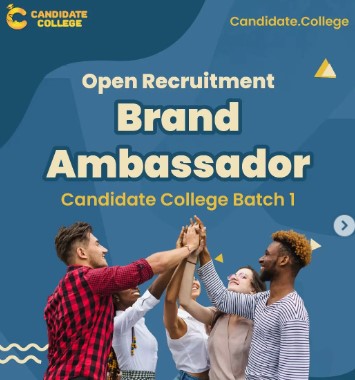 CANDIDATE
COLLEGE
Candidate.College
Open Recruitment
Brand
Ambassador
Candidate College Batch 1